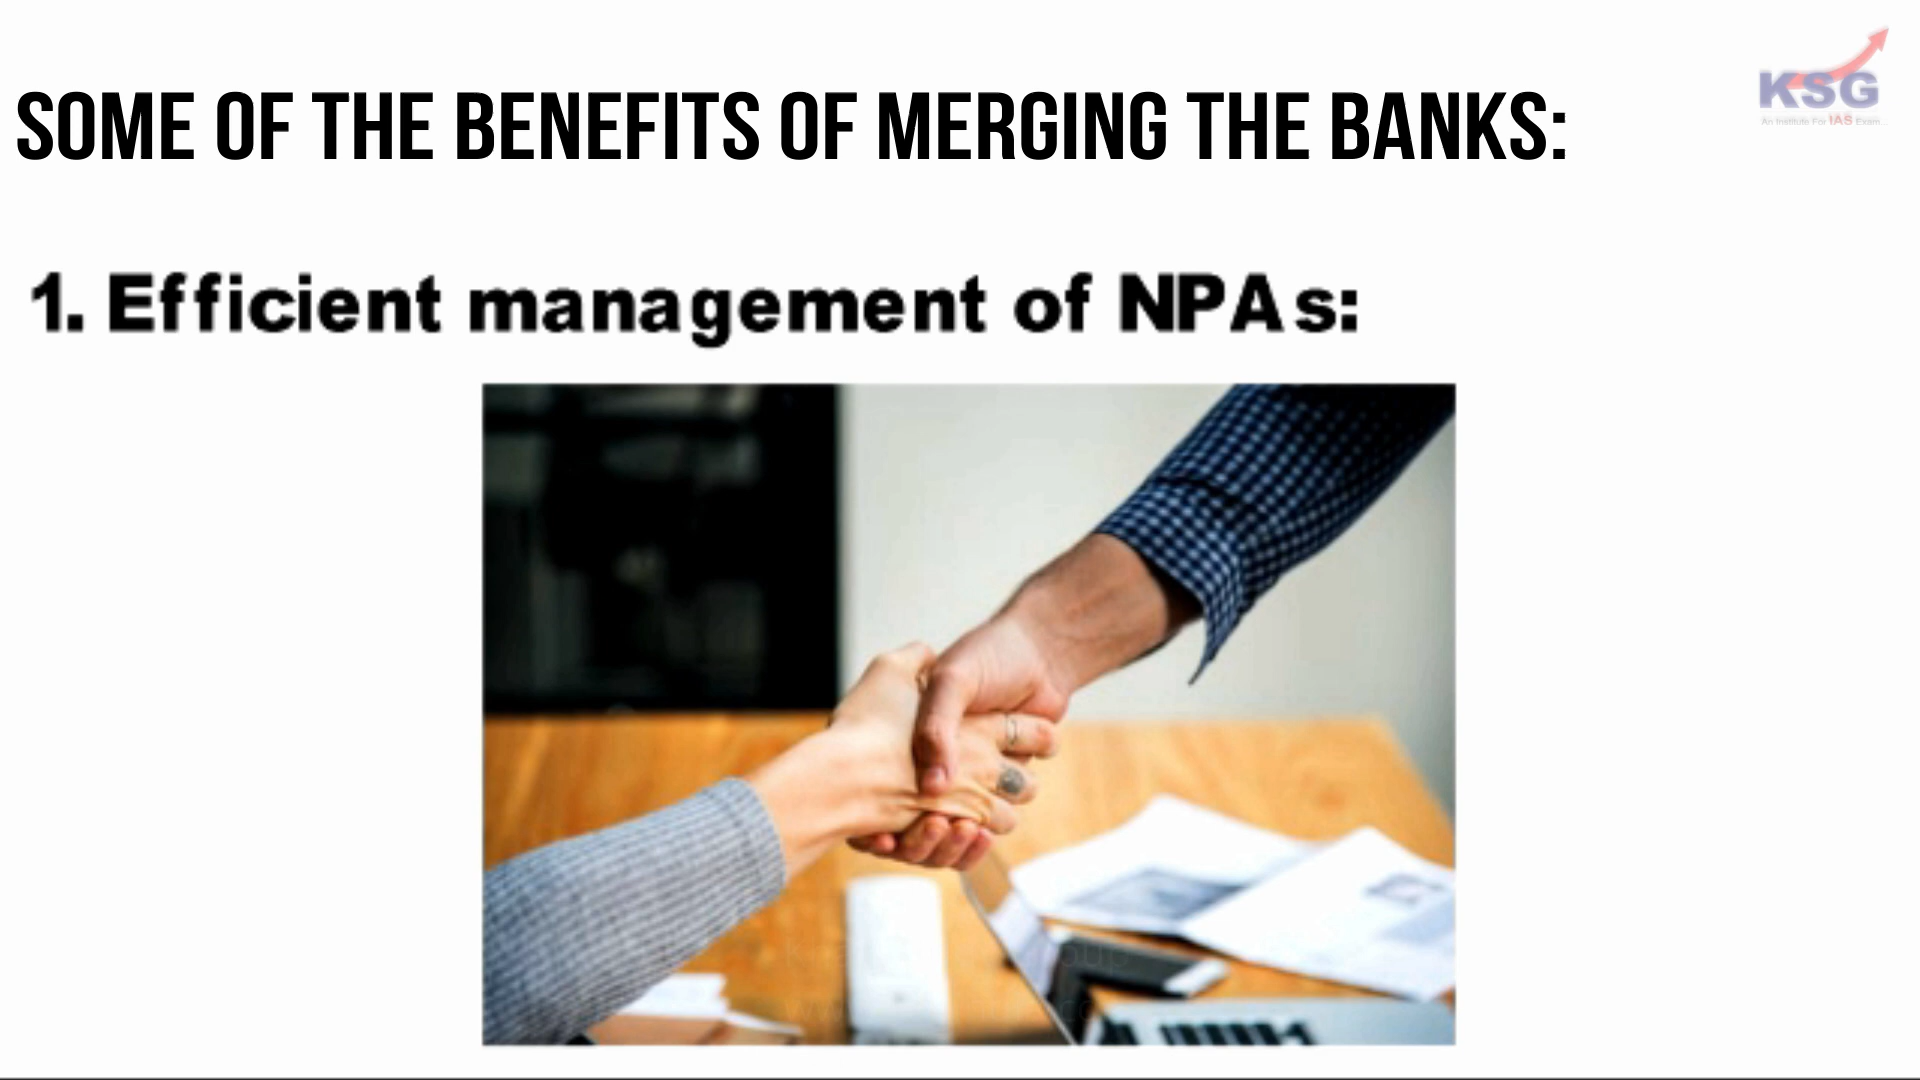 SOME OF THE BENEFITS OF MERGING THE BANKS:
KSG
An Institute For IAS Exam...
1. Efficient management of NPAs: